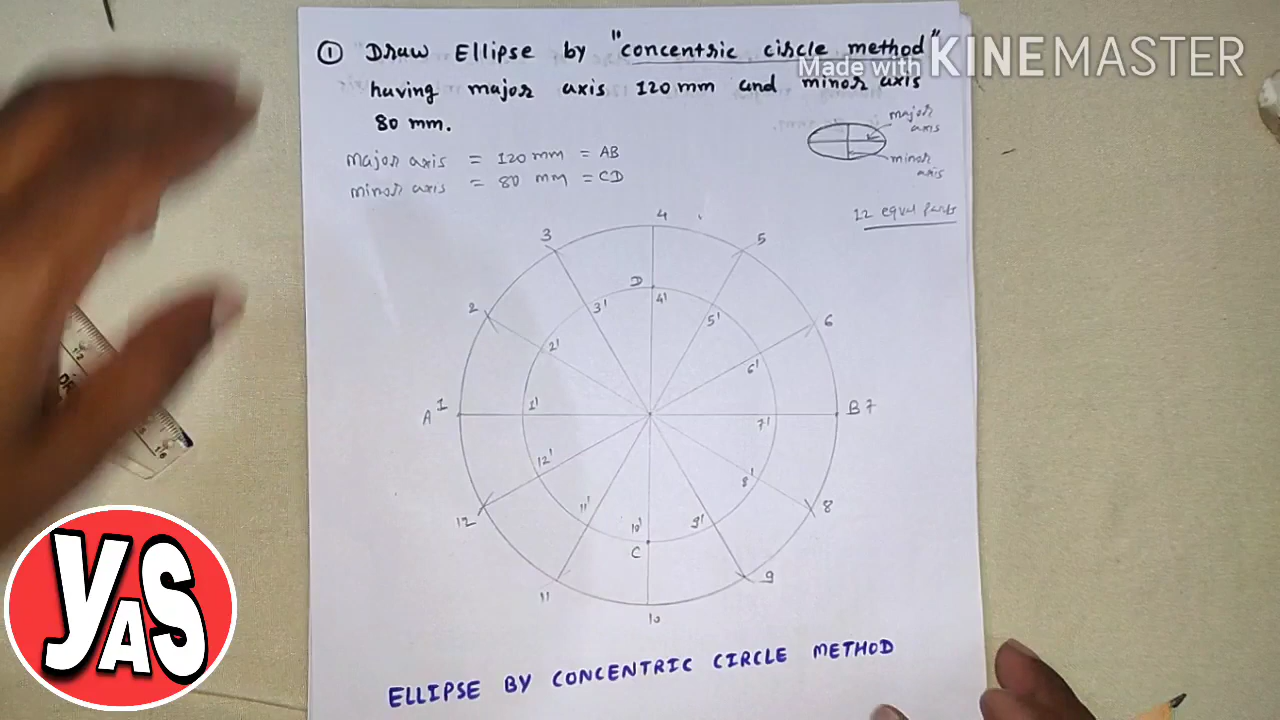 ① Draw Ellipse by "concentric circle method"
having major axis 120 mm and minor axis
80 mm.
Made with KINEMASTER
major axis = 120 mm = AB
minor axis = 80 mm = CD
major
axis
minor
axis
12 equal parts
4
3
5
D
4'
2
3'
5'
6
2'
6'
A 1
1'
B 7
7'
12'
8'
12
11'
10'
9'
8
C
11
9
10
ELLIPSE BY CONCENTRIC CIRCLE METHOD
YAS
12
15
16